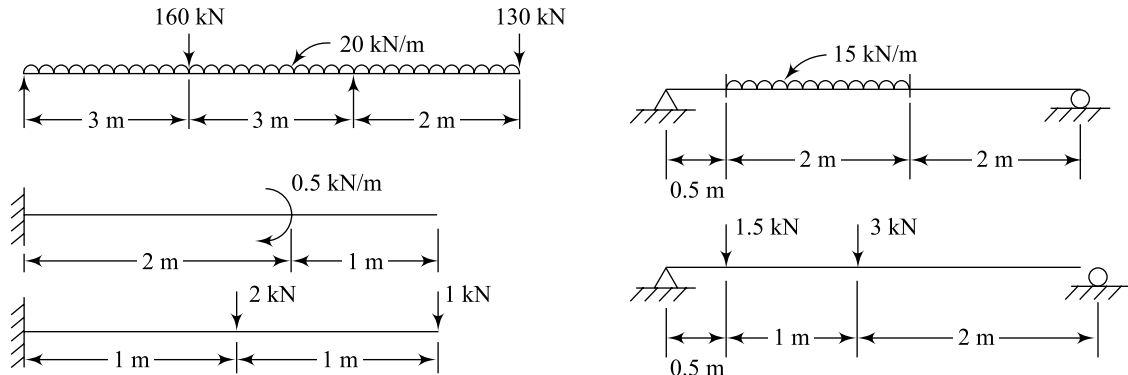 160 kN 130 kN
20 kN/m
3 m 3 m 2 m
0.5 kN/m
2 m 1 m
2 kN 1 kN
1 m 1 m
15 kN/m
2 m 2 m
0.5 m
1.5 kN 3 kN
1 m 2 m
0.5 m